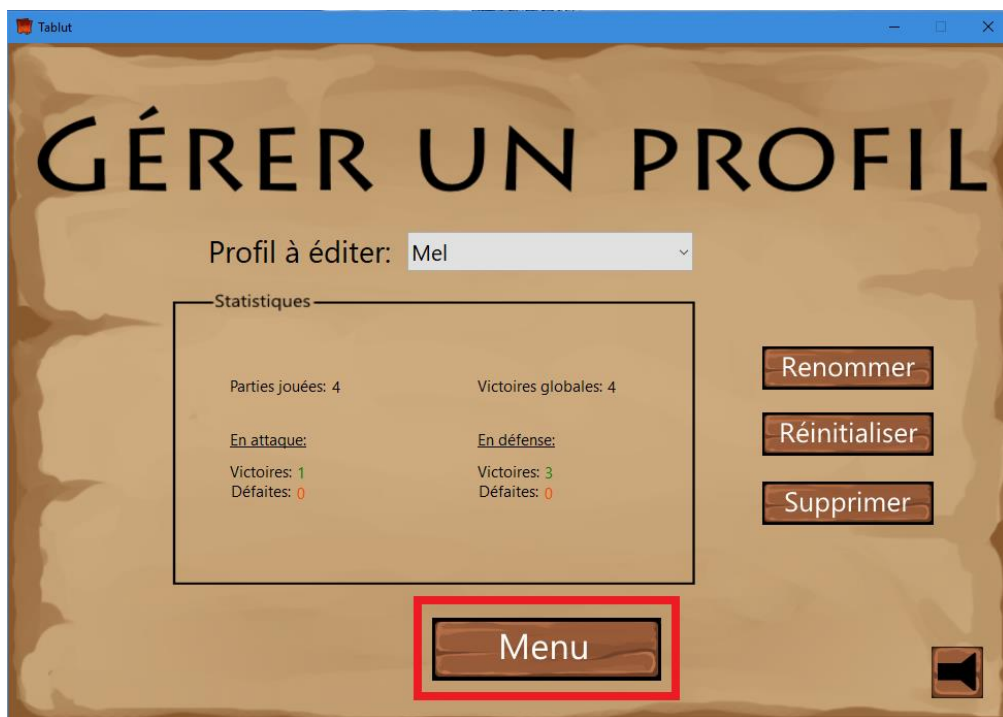 Tablut
GÉRER UN PROFIL
Profil à éditer: Mel
Statistiques
Parties jouées: 4 Victoires globales: 4
En attaque: En défense:
Victoires: 1 Victoires: 3
Défaites: 0 Défaites: 0
Renommer
Réinitialiser
Supprimer
Menu